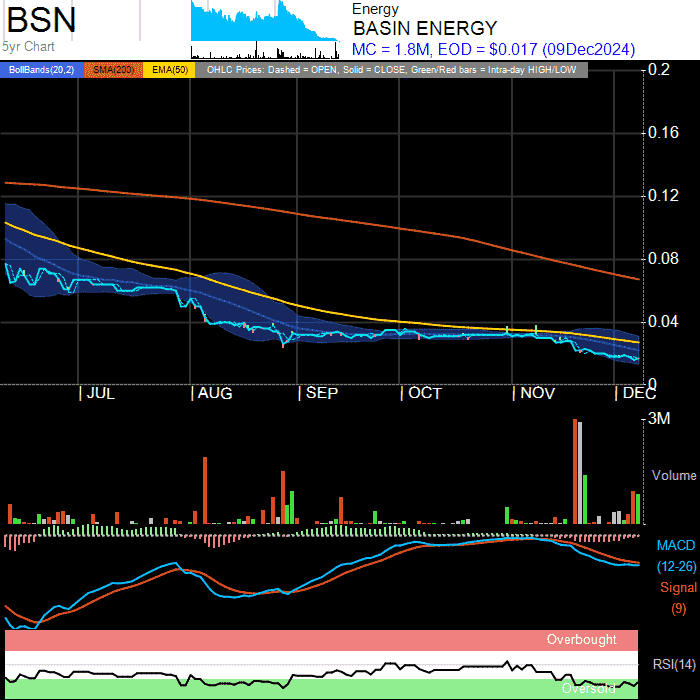 BSN
5yr Chart
Energy
BASIN ENERGY
MC = 1.8M, EOD = $0.017 (09Dec2024)
BollBands(20,2) SMA(200) EMA(50) OHLC Prices: Dashed = OPEN, Solid = CLOSE, Green/Red bars = Intra-day HIGH/LOW
0.2
0.16
0.12
0.08
0.04
0
JUL AUG SEP OCT NOV DEC
3M
Volume
MACD
(12-26)
Signal
(9)
Overbought
RSI(14)
Oversold